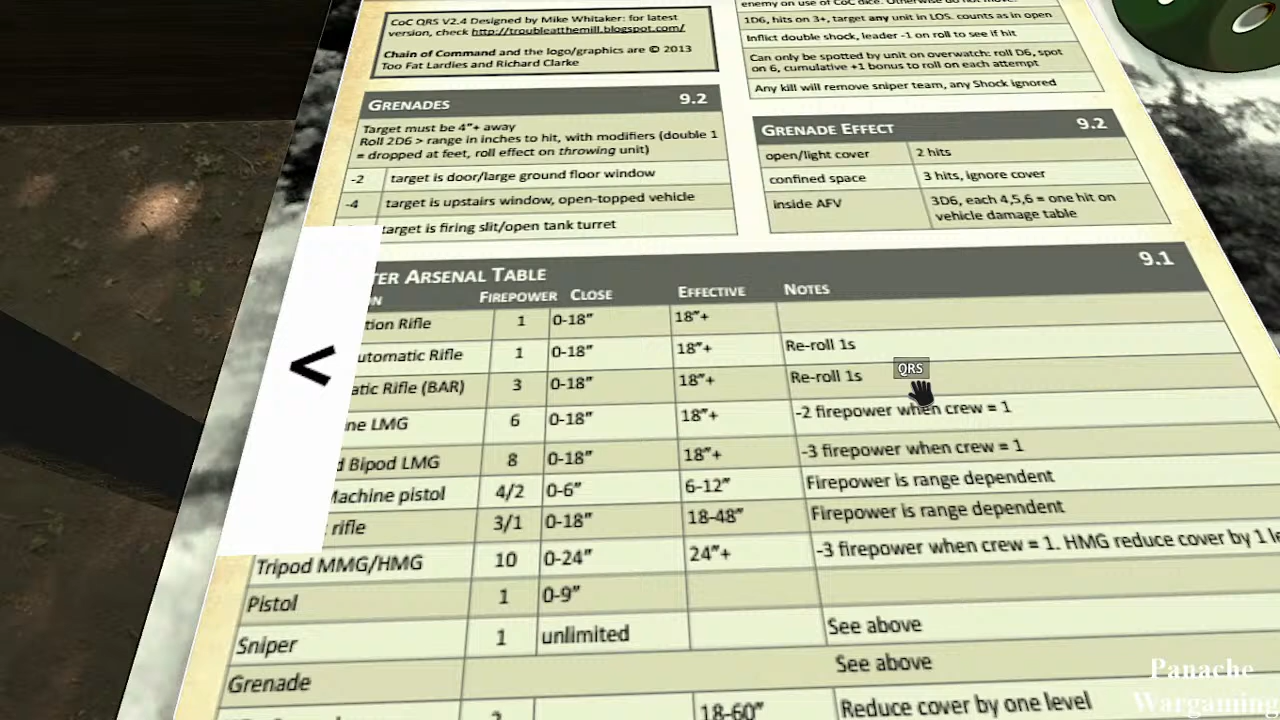 CoC QRS V2.4 Designed by Mike Whitaker: for latest
version, check http://troubleatthemill.blogspot.com/
Chain of Command and the logo/graphics are © 2013
Too Fat Lardies and Richard Clarke
enemy on use of CoC dice. Otherwise do not move.
1D6, hits on 3+, target any unit in LOS. counts as in open
Inflict double shock, leader -1 on roll to see if hit
Can only be spotted by unit on overwatch: roll D6, spot
on 6, cumulative +1 bonus to roll on each attempt
Any kill will remove sniper team, any Shock ignored
GRENADES 9.2
Target must be 4"+ away
Roll 2D6 > range in inches to hit, with modifiers (double 1
= dropped at feet, roll effect on throwing unit)
-2 target is door/large ground floor window
-4 target is upstairs window, open-topped vehicle
target is firing slit/open tank turret
GRENADE EFFECT 9.2
open/light cover 2 hits
confined space 3 hits, ignore cover
inside AFV 3D6, each 4,5,6 = one hit on
vehicle damage table
<
TER ARSENAL TABLE 9.1
N FIREPOWER CLOSE EFFECTIVE NOTES
tion Rifle 1 0-18" 18"+
utomatic Rifle 1 0-18" 18"+ Re-roll 1s
atic Rifle (BAR) 3 0-18" 18"+ Re-roll 1s
QRS
ne LMG 6 0-18" 18"+ -2 firepower when crew = 1
d Bipod LMG 8 0-18" 18"+ -3 firepower when crew = 1
Machine pistol 4/2 0-6" 6-12" Firepower is range dependent
rifle 3/1 0-18" 18-48" Firepower is range dependent
Tripod MMG/HMG 10 0-24" 24"+ -3 firepower when crew = 1. HMG reduce cover by 1 le
Pistol 1 0-9"
Sniper 1 unlimited See above
Grenade See above
18-60" Reduce cover by one level
Panache
Wargaming